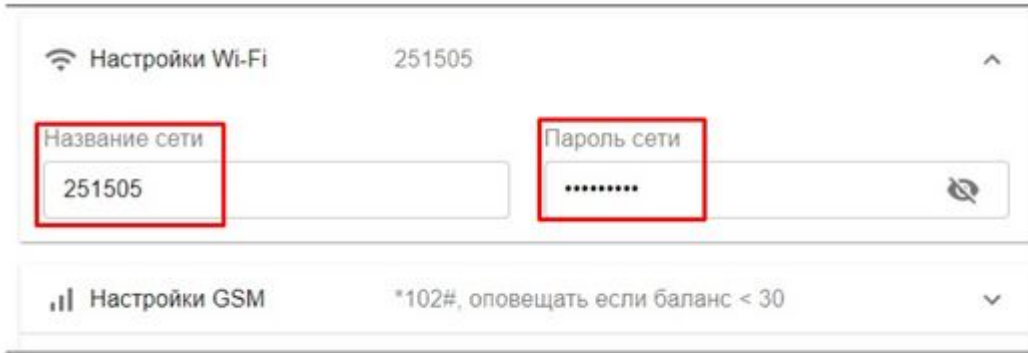 Настройки Wi-Fi 251505
Название сети Пароль сети
251505 •••••••••
Настройки GSM *102#, оповещать если баланс < 30